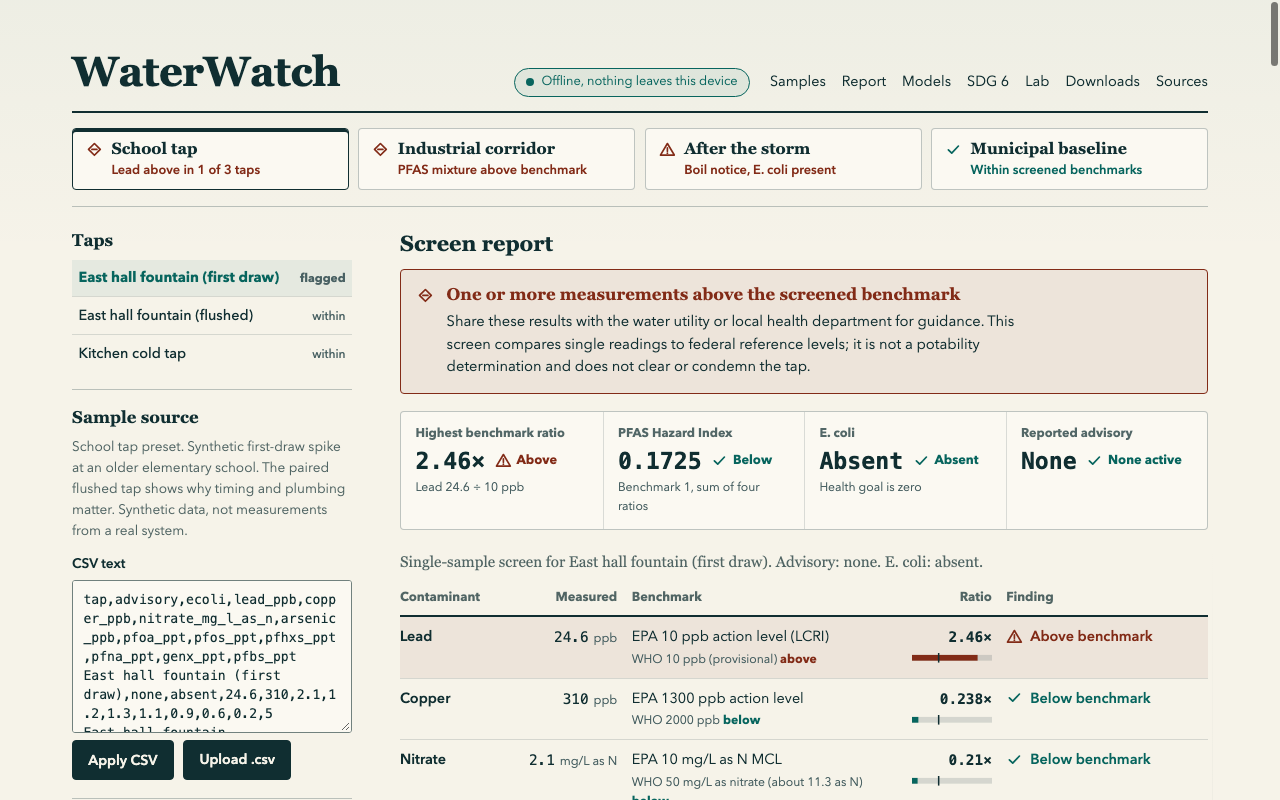 WaterWatch
Offline, nothing leaves this device
Samples Report Models SDG 6 Lab Downloads Sources
School tap
Lead above in 1 of 3 taps
Industrial corridor
PFAS mixture above benchmark
After the storm
Boil notice, E. coli present
Municipal baseline
Within screened benchmarks
Taps
East hall fountain (first draw) flagged
East hall fountain (flushed) within
Kitchen cold tap within
Sample source
School tap preset. Synthetic first-draw spike
at an older elementary school. The paired
flushed tap shows why timing and plumbing
matter. Synthetic data, not measurements
from a real system.
CSV text
tap,advisory,ecoli,lead_ppb,copp
er_ppb,nitrate_mg_l_as_n,arsenic
_ppb,pfoa_ppt,pfos_ppt,pfhxs_ppt
,pfna_ppt,genx_ppt,pfbs_ppt
East hall fountain (first
draw),none,absent,24.6,310,2.1,1
.2,1.3,1.1,0.9,0.6,0.2,5
East hall fountain
Apply CSV Upload .csv
Screen report
One or more measurements above the screened benchmark
Share these results with the water utility or local health department for guidance. This
screen compares single readings to federal reference levels; it is not a potability
determination and does not clear or condemn the tap.
Highest benchmark ratio
2.46× Above
Lead 24.6 ÷ 10 ppb
PFAS Hazard Index
0.1725 Below
Benchmark 1, sum of four
ratios
E. coli
Absent Absent
Health goal is zero
Reported advisory
None None active
Single-sample screen for East hall fountain (first draw). Advisory: none. E. coli: absent.
Contaminant Measured Benchmark Ratio Finding
Lead 24.6 ppb EPA 10 ppb action level (LCRI) 2.46× Above benchmark
WHO 10 ppb (provisional) above
Copper 310 ppb EPA 1300 ppb action level 0.238× Below benchmark
WHO 2000 ppb below
Nitrate 2.1 mg/L as N EPA 10 mg/L as N MCL 0.21× Below benchmark
WHO 50 mg/L as nitrate (about 11.3 as N)
below